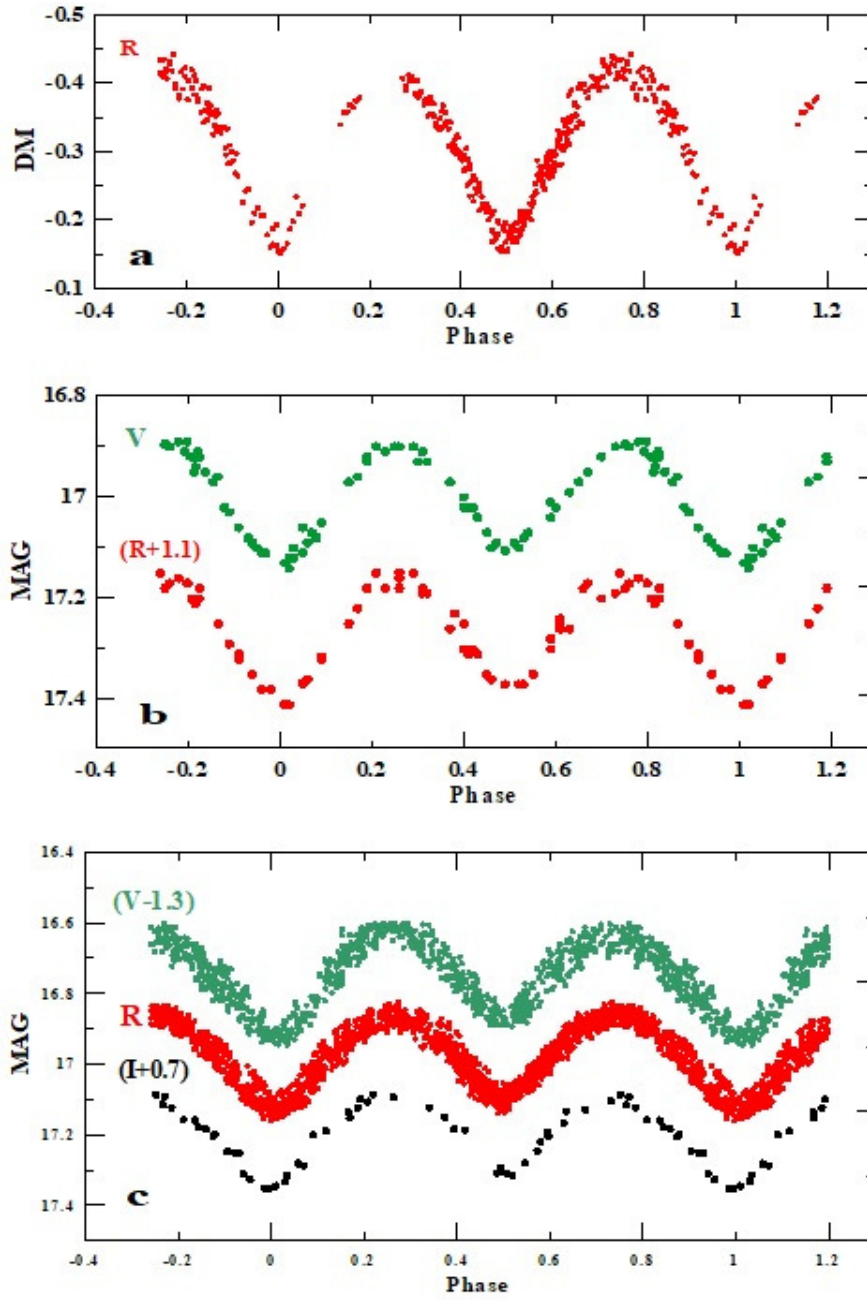 -0.5
R
-0.4
DM
-0.3
-0.2
a
-0.1
-0.4 -0.2 0 0.2 0.4 0.6 0.8 1 1.2
Phase
16.8
V
17
(R+1.1)
MAG
17.2
17.4
b
-0.4 -0.2 0 0.2 0.4 0.6 0.8 1 1.2
Phase
16.4
(V-1.3)
16.6
16.8
R
MAG
17
(I+0.7)
17.2
17.4
c
-0.4 -0.2 0 0.2 0.4 0.6 0.8 1 1.2
Phase